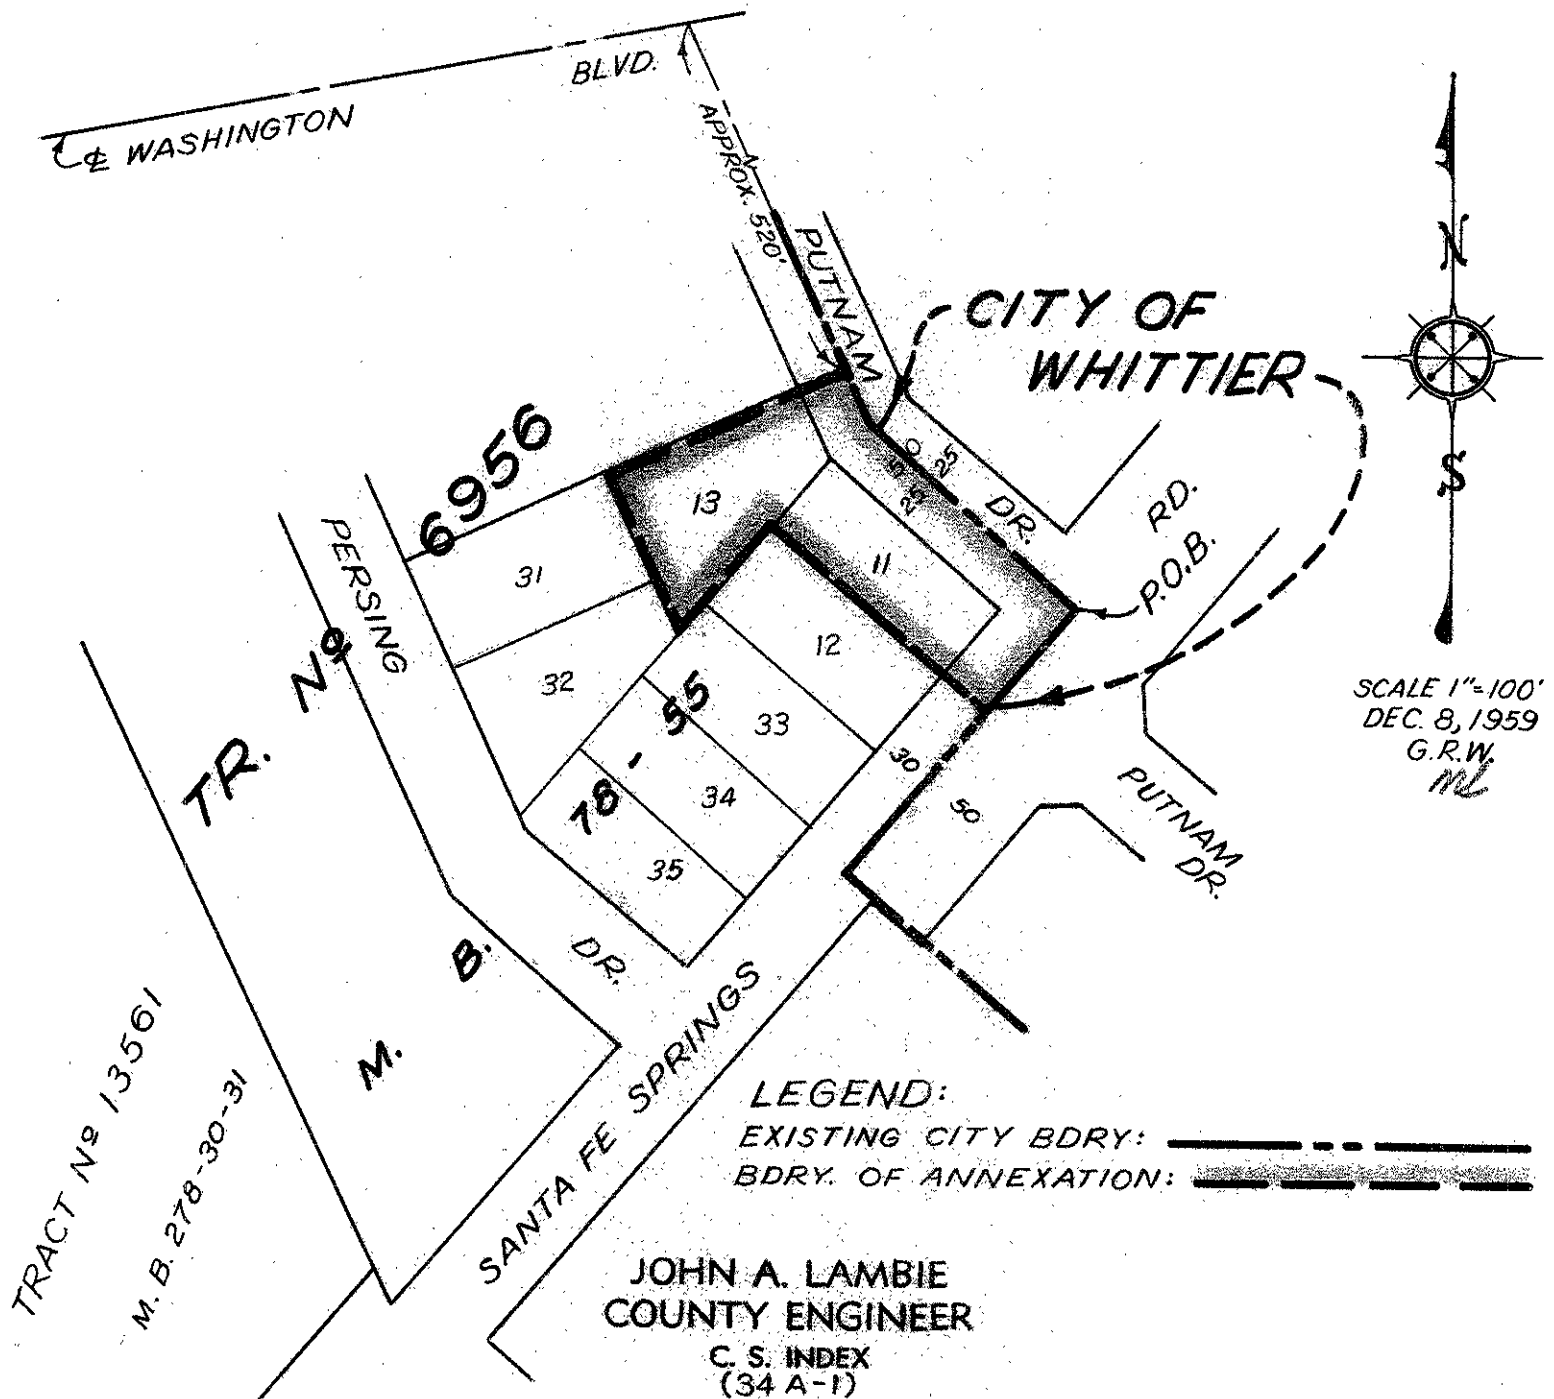 BLVD.
℄ WASHINGTON
APPROX. 520'
PUTNAM
CITY OF
WHITTIER
N
S
50
25
25
DR.
RD.
P.O.B.
6956
Nº
TR.
PERSING
13
11
31
32
12
33
34
35
78 - 55
30
50
PUTNAM
DR.
SCALE 1"=100'
DEC. 8, 1959
G.R.W.
DR.
B.
M.
SANTA FE SPRINGS
TRACT Nº 13561
M. B. 278-30-31
LEGEND:
EXISTING CITY BDRY:
BDRY. OF ANNEXATION:
JOHN A. LAMBIE
COUNTY ENGINEER
C. S. INDEX
(34 A-1)